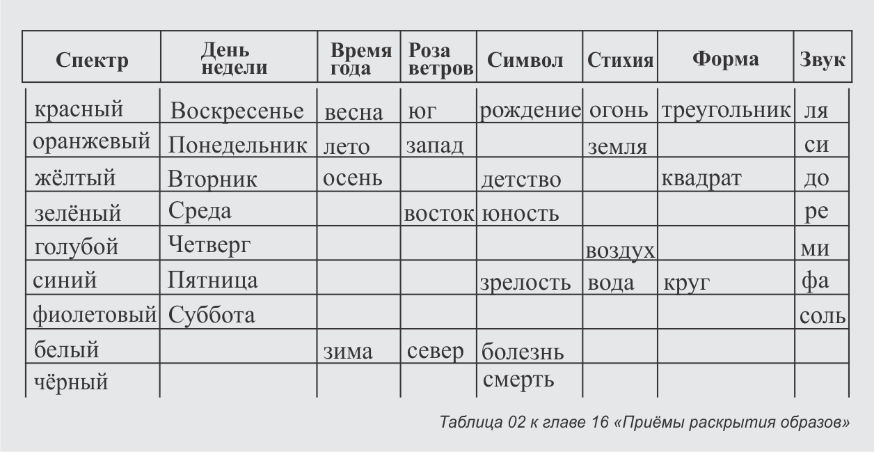 Спектр День недели Время года Роза ветров Символ Стихия Форма Звук
красный Воскресенье весна юг рождение огонь треугольник ля
оранжевый Понедельник лето запад земля си
жёлтый Вторник осень детство квадрат до
зелёный Среда восток юность ре
голубой Четверг воздух ми
синий Пятница зрелость вода круг фа
фиолетовый Суббота соль
белый зима север болезнь
чёрный смерть
Таблица 02 к главе 16 «Приёмы раскрытия образов»